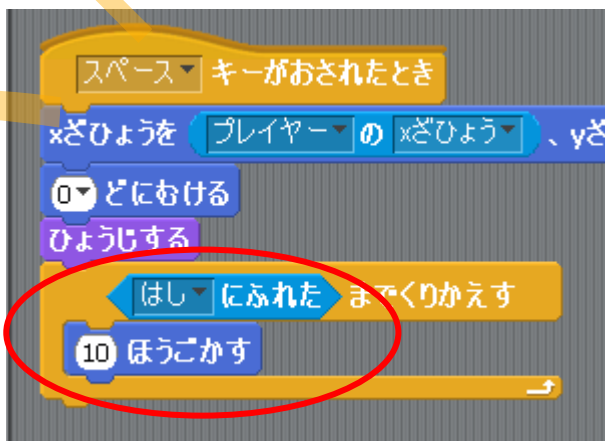 スペース キーがおされたとき
xざひょうを プレイヤー の xざひょう 、yざ
0 どにむける
ひょうじする
はし にふれた までくりかえす
10 ほうごかす